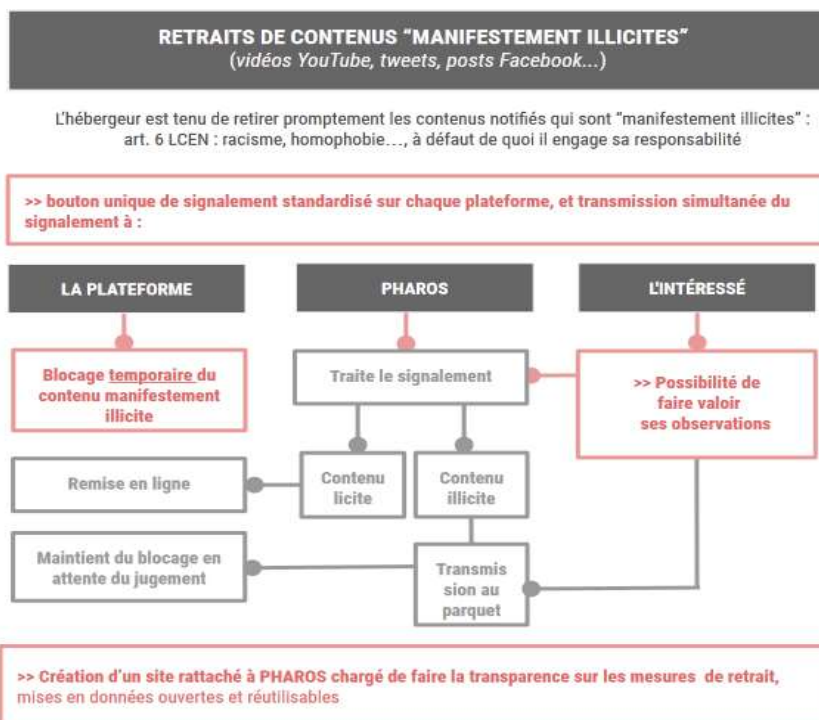 RETRAITS DE CONTENUS “MANIFESTEMENT ILLICITES”
(vidéos YouTube, tweets, posts Facebook...)
L'hébergeur est tenu de retirer promptement les contenus notifiés qui sont “manifestement illicites” :
art. 6 LCEN : racisme, homophobie…, à défaut de quoi il engage sa responsabilité
>> bouton unique de signalement standardisé sur chaque plateforme, et transmission simultanée du
signalement à :
LA PLATEFORME
PHAROS
L'INTÉRESSÉ
Blocage temporaire du
contenu manifestement
illicite
Traite le signalement
>> Possibilité de
faire valoir
ses observations
Remise en ligne
Contenu
licite
Contenu
illicite
Maintient du blocage en
attente du jugement
Transmis
sion au
parquet
>> Création d'un site rattaché à PHAROS chargé de faire la transparence sur les mesures de retrait,
mises en données ouvertes et réutilisables